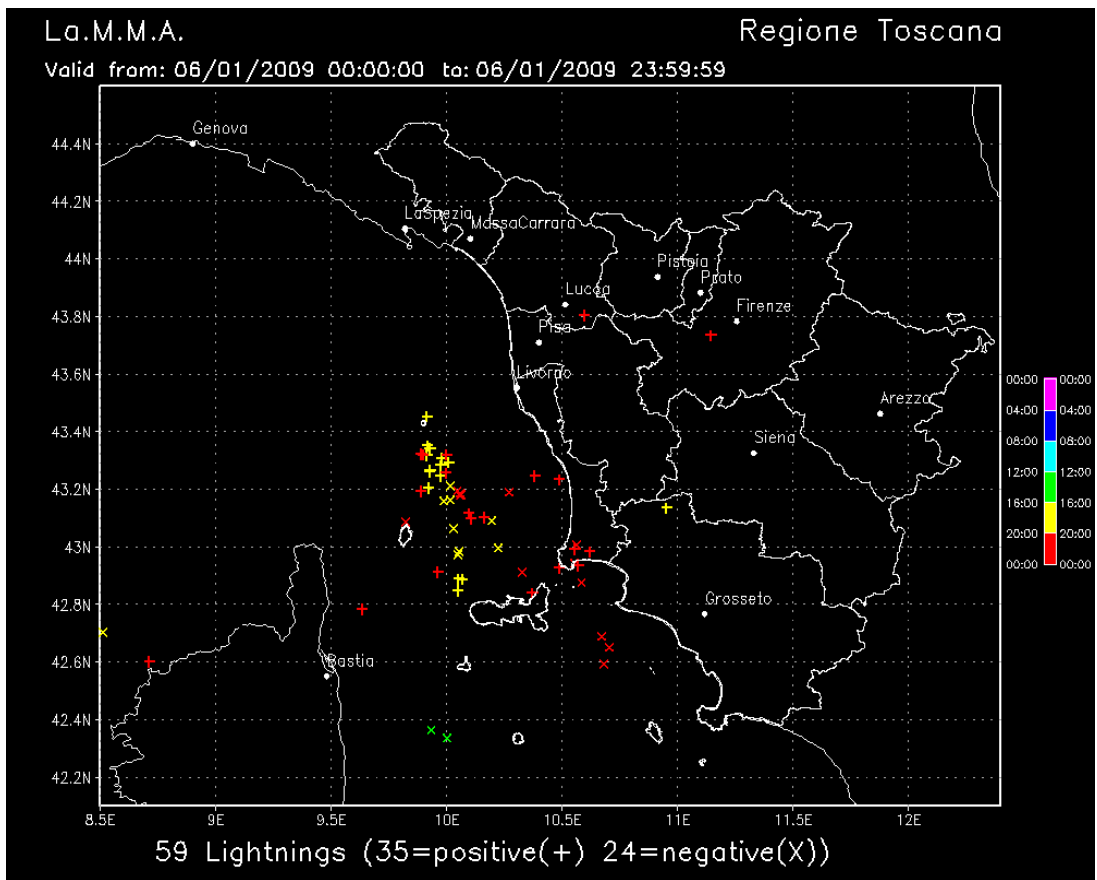 La.M.M.A. Regione Toscana
Valid from: 06/01/2009 00:00:00 to: 06/01/2009 23:59:59
44.4N
44.2N
44N
43.8N
43.6N
43.4N
43.2N
43N
42.8N
42.6N
42.4N
42.2N
Genova
LaSpezia
MassaCarrara
Pistoia
Prato
Lucca
Firenze
Pisa
Livorno
Arezzo
Siena
Grosseto
Bastia
00:00 00:00
04:00 04:00
08:00 08:00
12:00 12:00
16:00 16:00
20:00 20:00
00:00 00:00
8.5E 9E 9.5E 10E 10.5E 11E 11.5E 12E
59 Lightnings (35=positive(+) 24=negative(X))